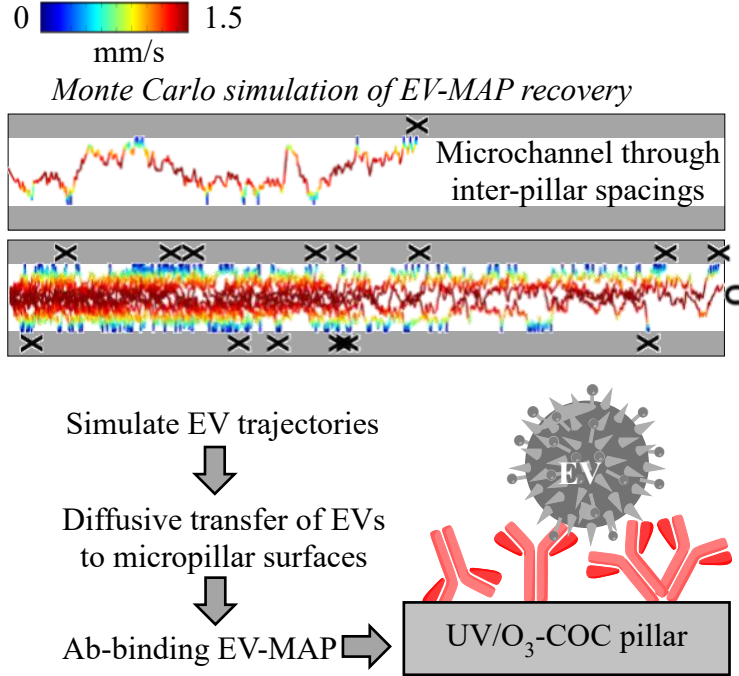 0 1.5
mm/s
Monte Carlo simulation of EV-MAP recovery
X
Microchannel through
inter-pillar spacings
X X X X X X X X
O
X X X X X X
Simulate EV trajectories
Diffusive transfer of EVs
to micropillar surfaces
Ab-binding EV-MAP
EV
UV/O₃-COC pillar